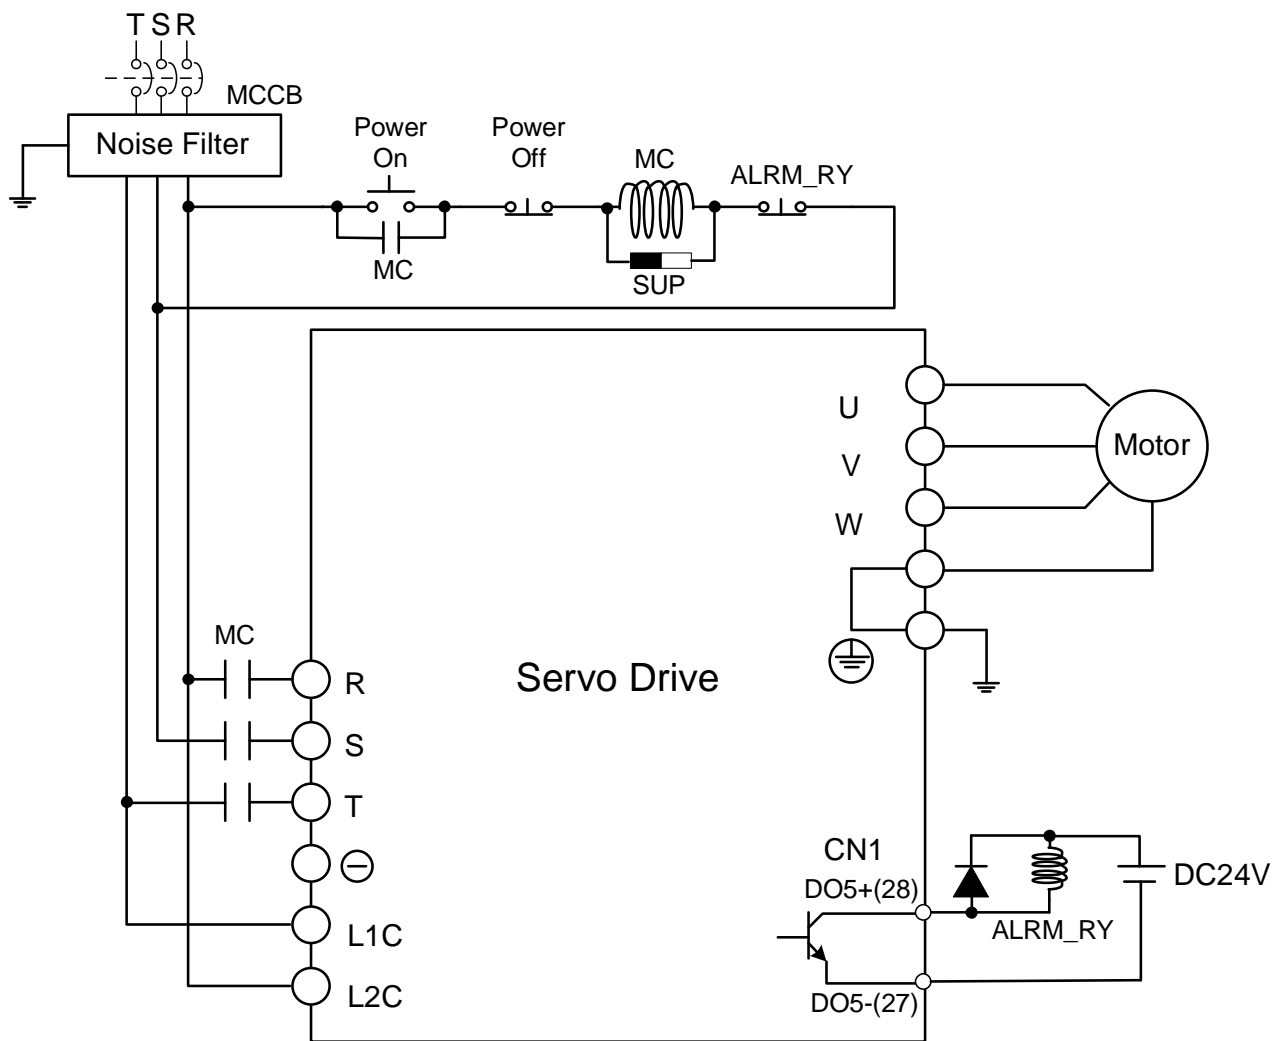 T S R
MCCB
Noise Filter
Power
On
Power
Off
MC
ALRM_RY
MC
SUP
U
V
W
Motor
MC
R
S
T
Servo Drive
L1C
L2C
CN1
DO5+(28)
DO5-(27)
ALRM_RY
DC24V